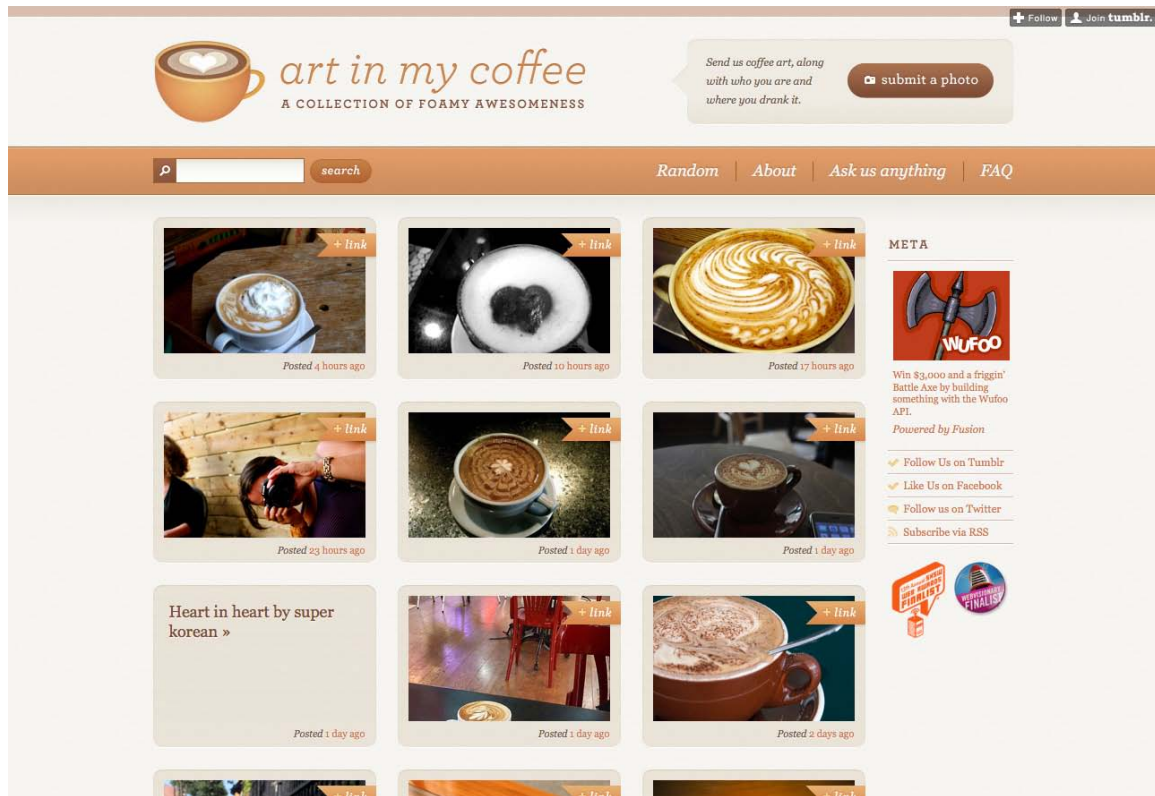 Follow
Join tumblr.
art in my coffee
A COLLECTION OF FOAMY AWESOMENESS
Send us coffee art, along
with who you are and
where you drank it.
submit a photo
search
Random
About
Ask us anything
FAQ
+ link
Posted 4 hours ago
+ link
Posted 10 hours ago
+ link
Posted 17 hours ago
META
WUFOO
Win $3,000 and a friggin'
Battle Axe by building
something with the Wufoo
API.
Powered by Fusion
+ link
Posted 23 hours ago
+ link
Posted 1 day ago
+ link
Posted 1 day ago
Follow Us on Tumblr
Like Us on Facebook
Follow us on Twitter
Subscribe via RSS
FINALIST
FINALIST
Heart in heart by super
korean »
Posted 1 day ago
+ link
Posted 1 day ago
+ link
Posted 2 days ago
+ link
+ link
+ link